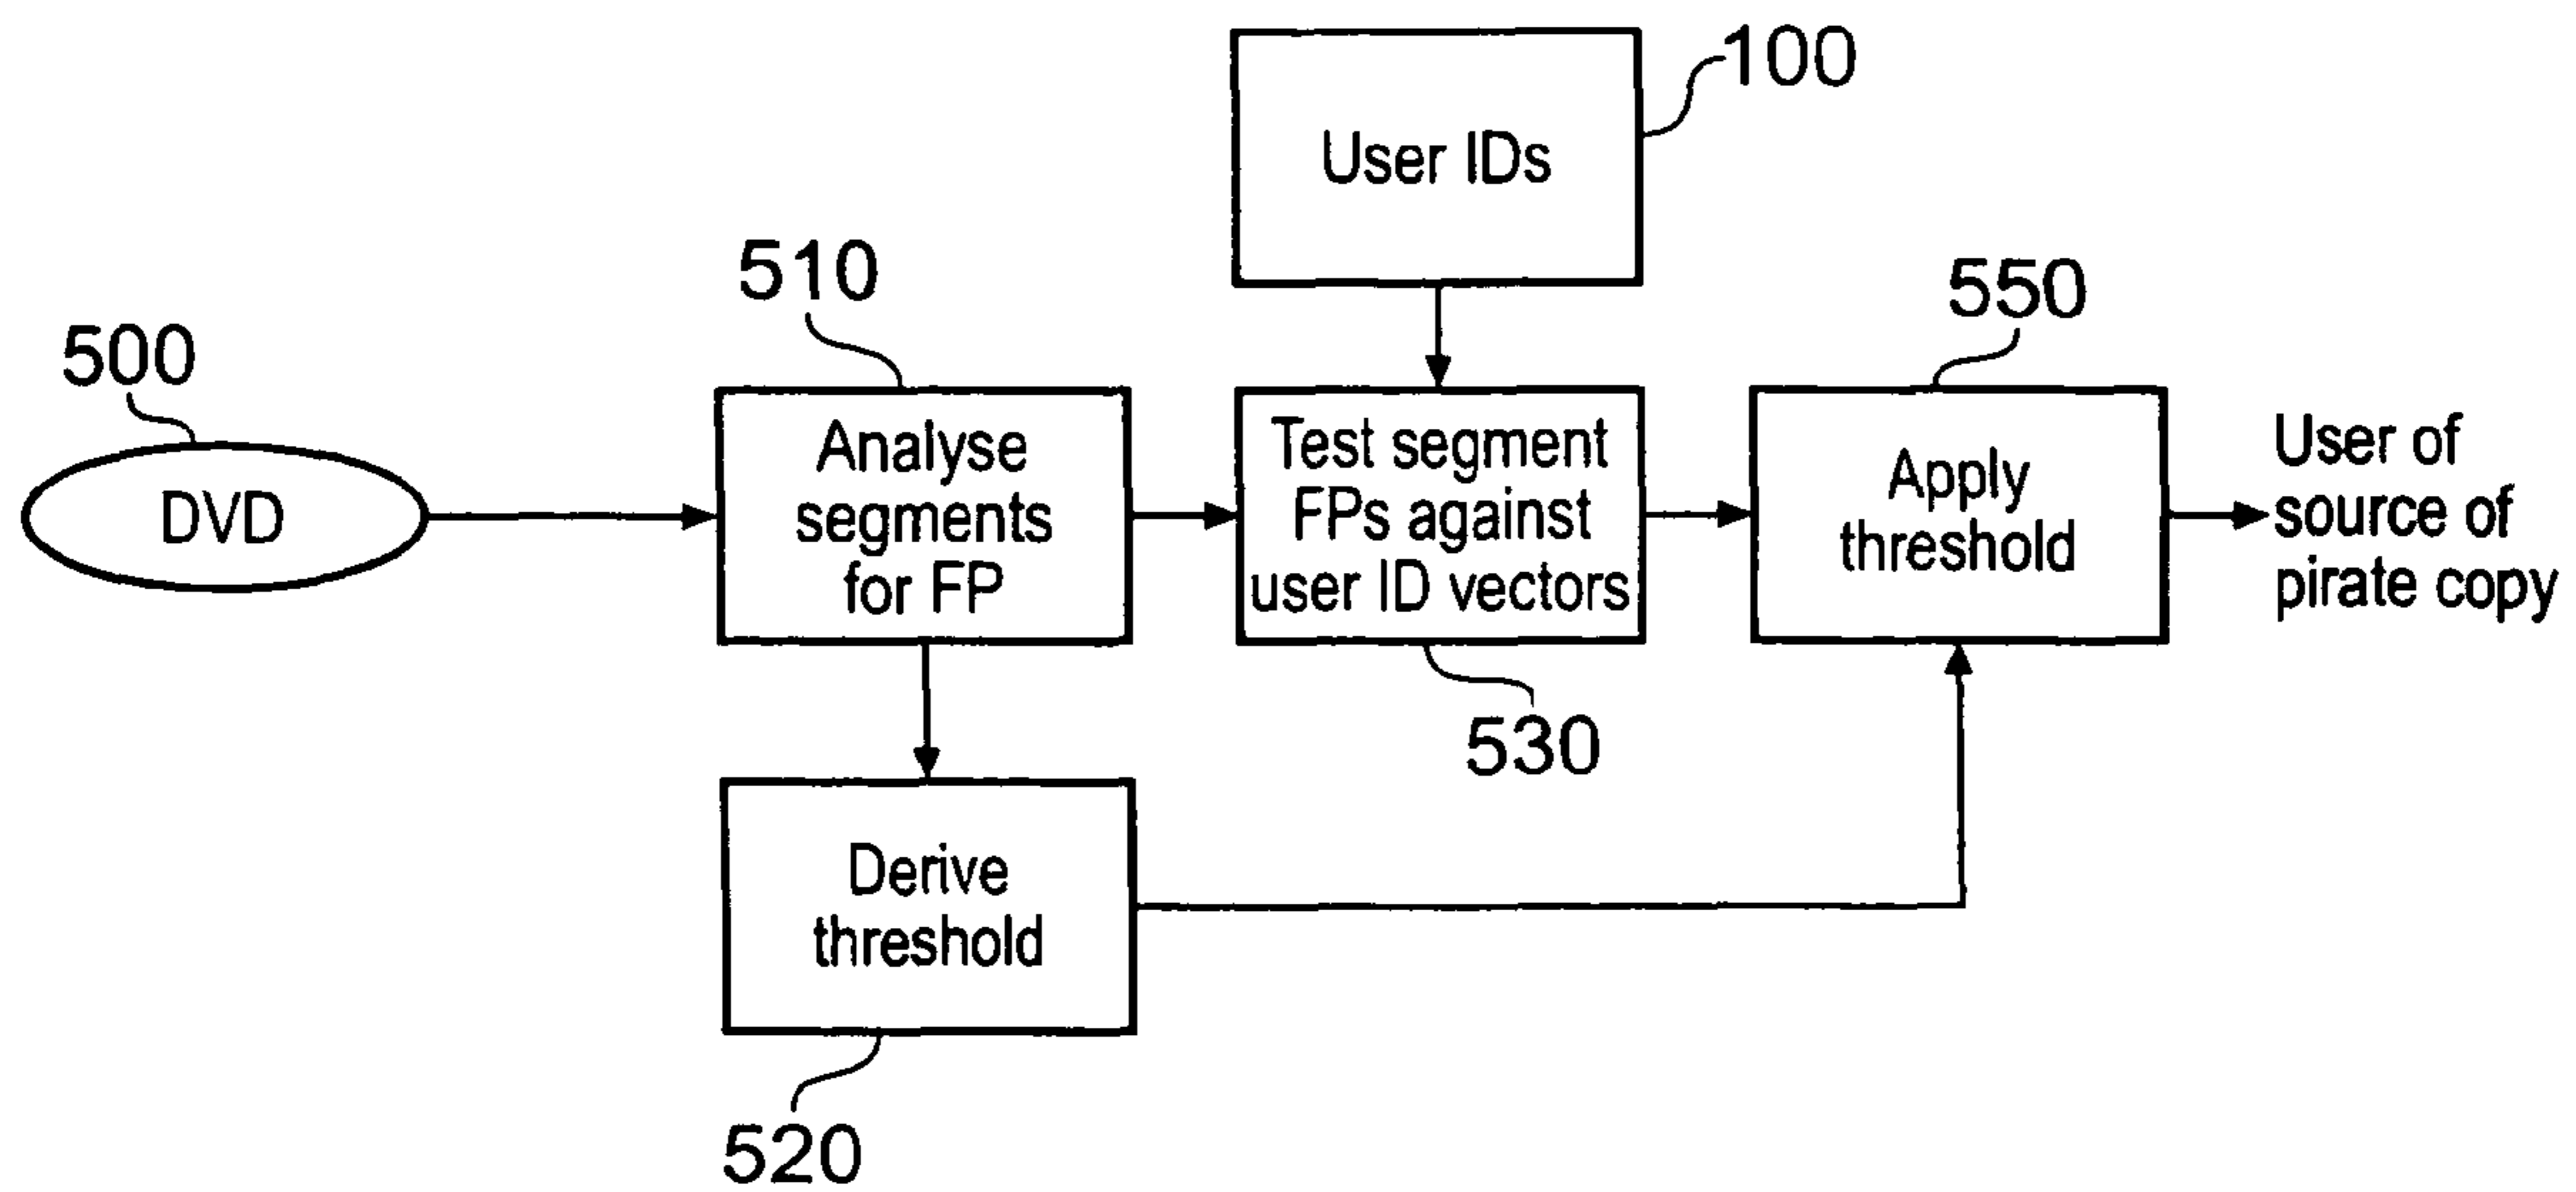 100
User IDs
510
550
500
DVD
Analyse
segments
for FP
Test segment
FPs against
user ID vectors
Apply
threshold
User of
source of
pirate copy
530
Derive
threshold
520